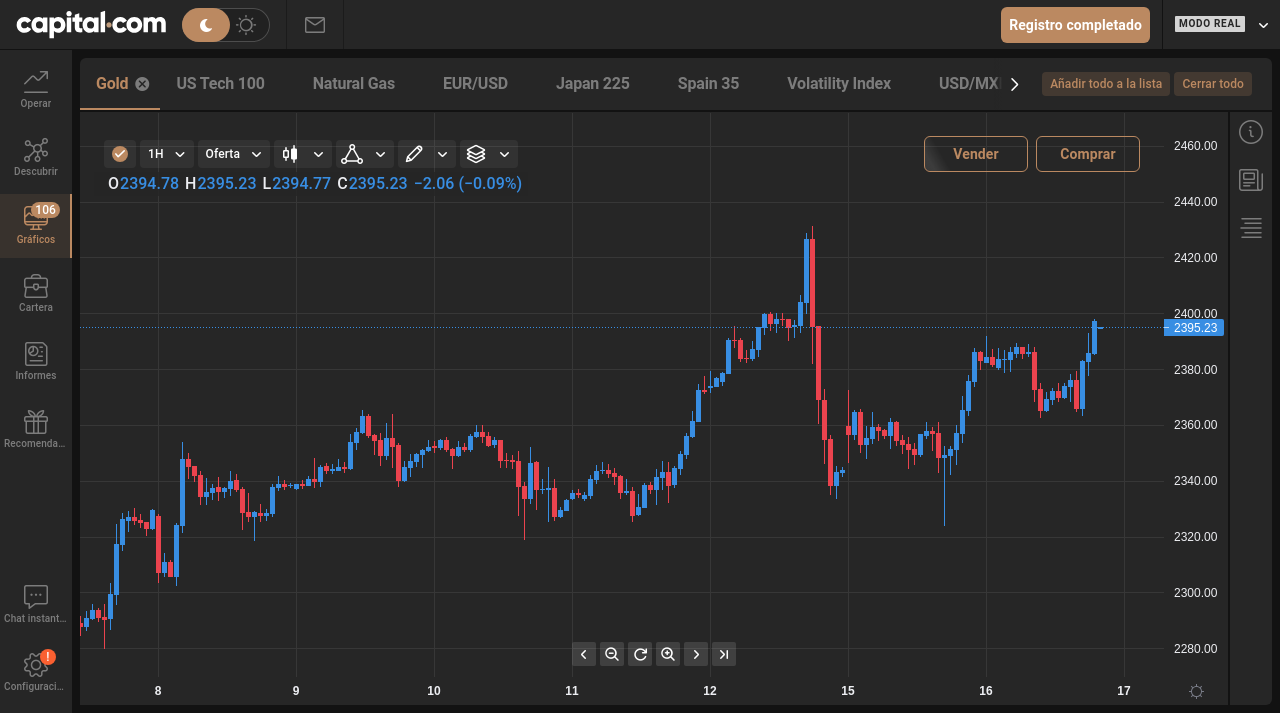 capital.com
Registro completado
MODO REAL
Operar
Descubrir
106
Gráficos
Cartera
Informes
Recomenda...
Chat instant...
!
Configuraci...
Gold
US Tech 100
Natural Gas
EUR/USD
Japan 225
Spain 35
Volatility Index
USD/MX
Añadir todo a la lista
Cerrar todo
1H
Oferta
Vender
Comprar
O2394.78 H2395.23 L2394.77 C2395.23 −2.06 (−0.09%)
2460.00
2440.00
2420.00
2400.00
2395.23
2380.00
2360.00
2340.00
2320.00
2300.00
2280.00
8 9 10 11 12 15 16 17